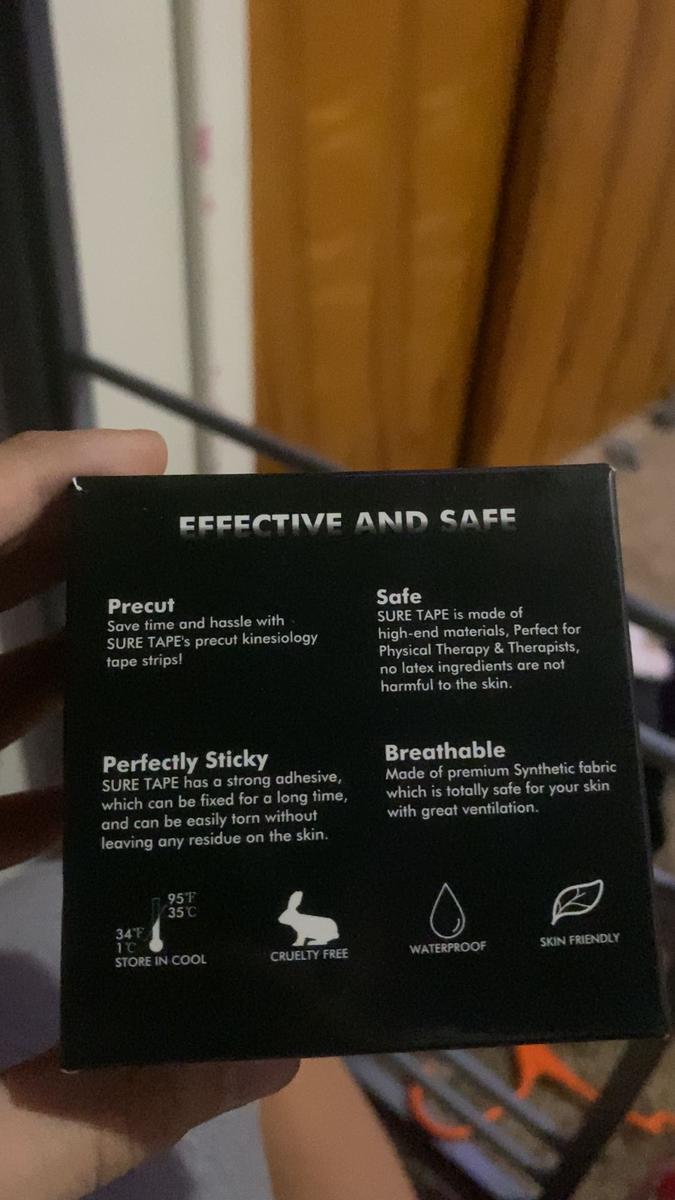 EFFECTIVE AND SAFE
Precut
Save time and hassle with
SURE TAPE's precut kinesiology
tape strips!
Safe
SURE TAPE is made of
high-end materials, Perfect for
Physical Therapy & Therapists,
no latex ingredients are not
harmful to the skin.
Perfectly Sticky
SURE TAPE has a strong adhesive,
which can be fixed for a long time,
and can be easily torn without
leaving any residue on the skin.
Breathable
Made of premium Synthetic fabric
which is totally safe for your skin
with great ventilation.
95°F
35°C
34°F
1°C
STORE IN COOL
CRUELTY FREE
WATERPROOF
SKIN FRIENDLY